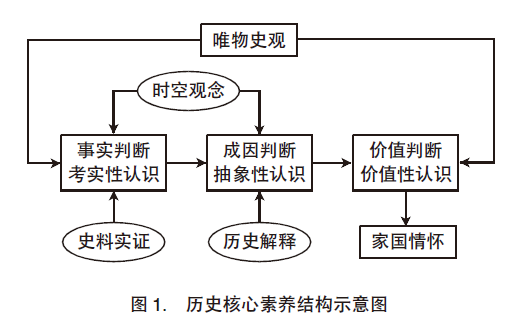 唯物史观
时空观念
事实判断
考实性认识
成因判断
抽象性认识
价值判断
价值性认识
史料实证
历史解释
家国情怀
图 1. 历史核心素养结构示意图